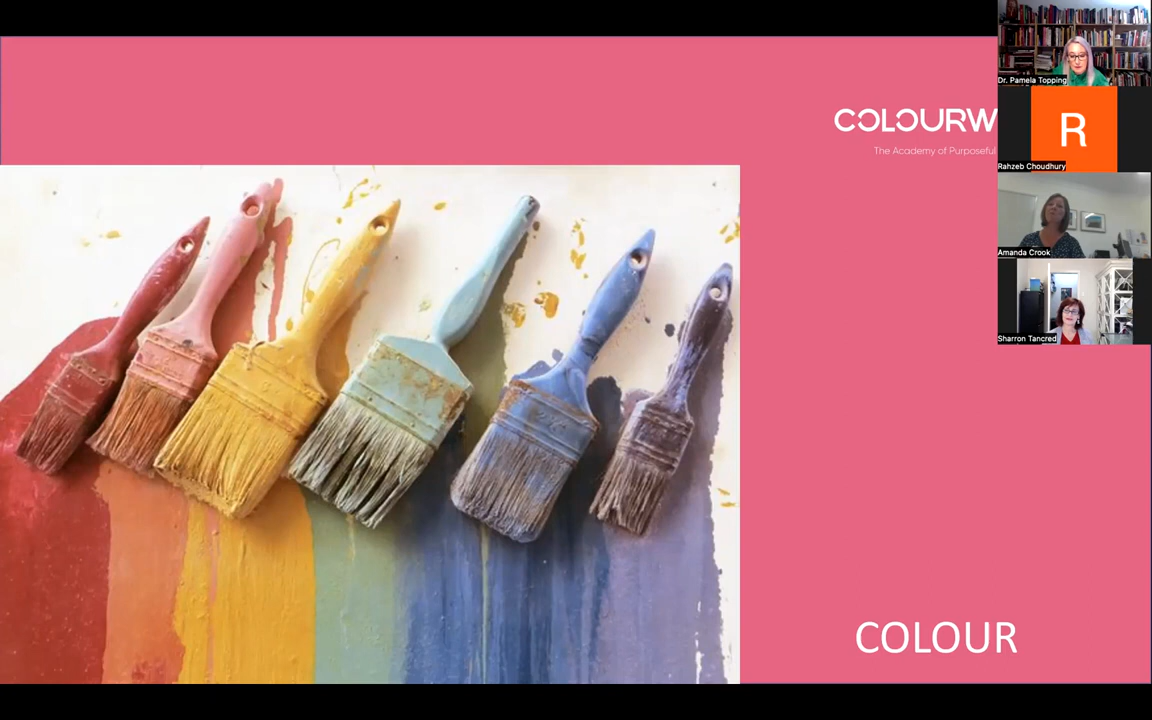 COLOURW
The Academy of Purposeful
COLOUR
Dr. Pamela Topping
R
Rahzeb Choudhury
Amanda Crook
Sharron Tancred